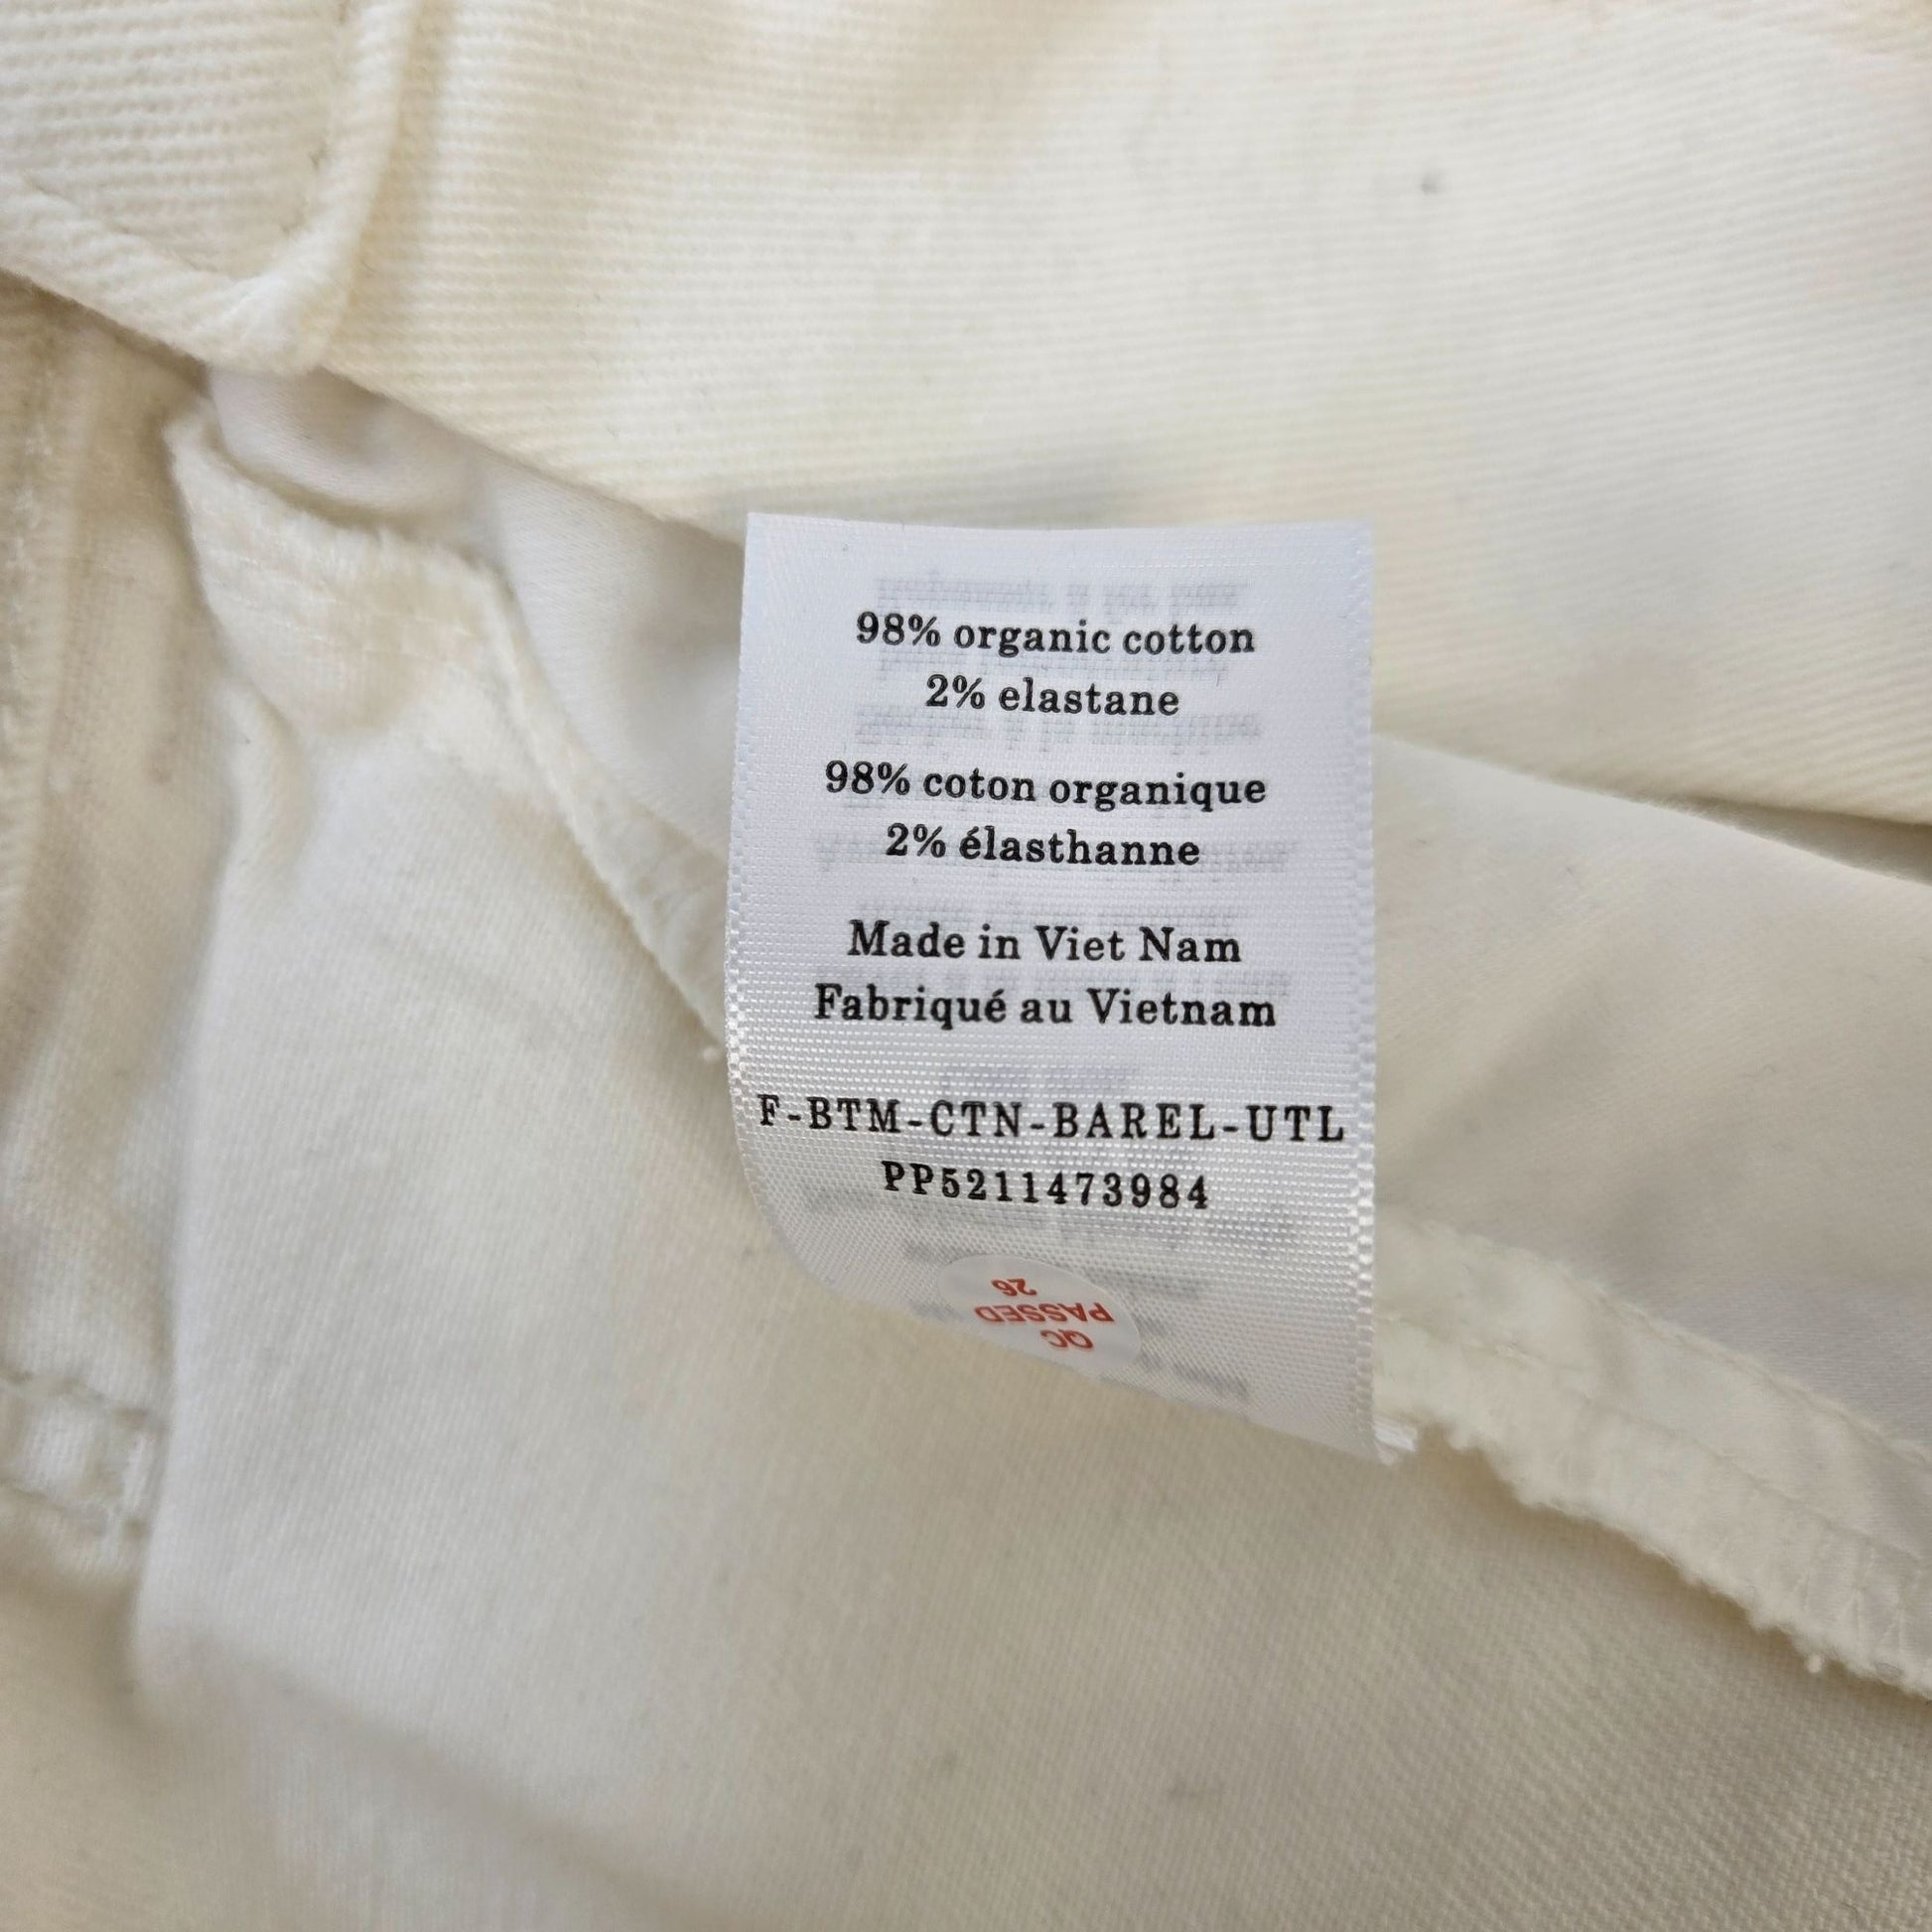 98% organic cotton
2% elastane
98% coton organique
2% élasthanne
Made in Viet Nam
Fabriqué au Vietnam
F-BTM-CTN-BAREL-UTL
PP5211473984
QC
PASSED
26